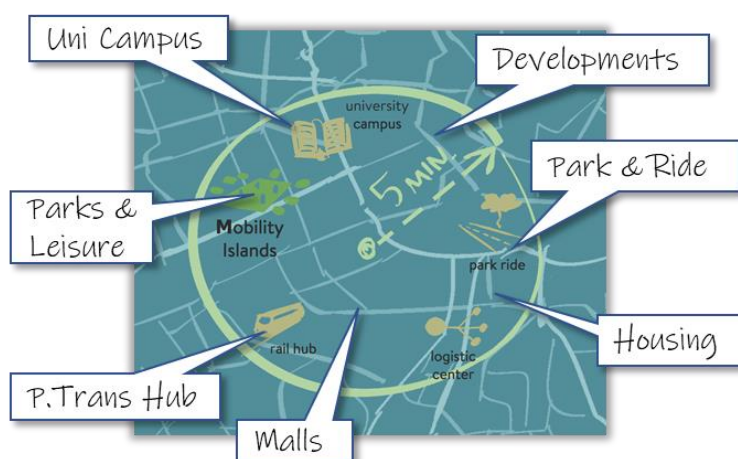 Uni Campus
Developments
university
campus
Park & Ride
5 MIN
Parks &
Leisure
Mobility
Islands
park ride
Housing
rail hub
logistic
center
P.Trans Hub
Malls